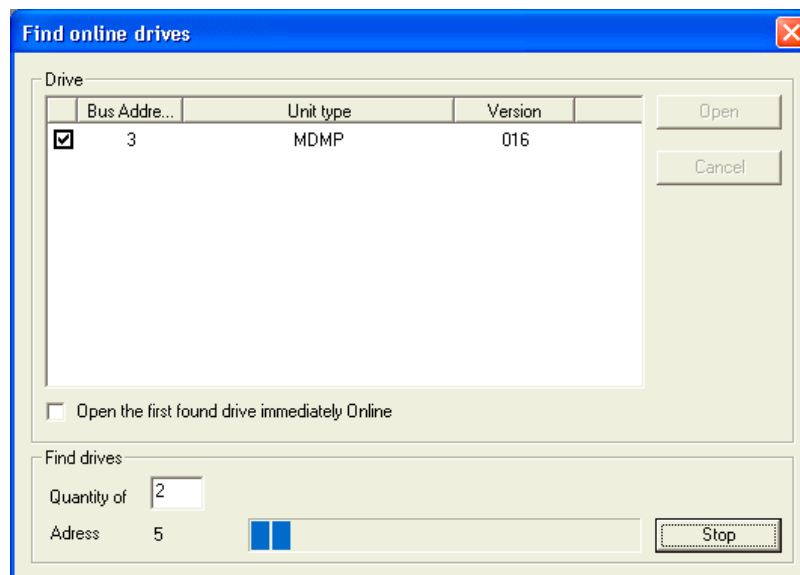 Find online drives
Drive
Bus Addre... Unit type Version
3 MDMP 016
Open
Cancel
Open the first found drive immediately Online
Find drives
Quantity of 2
Adress 5
Stop